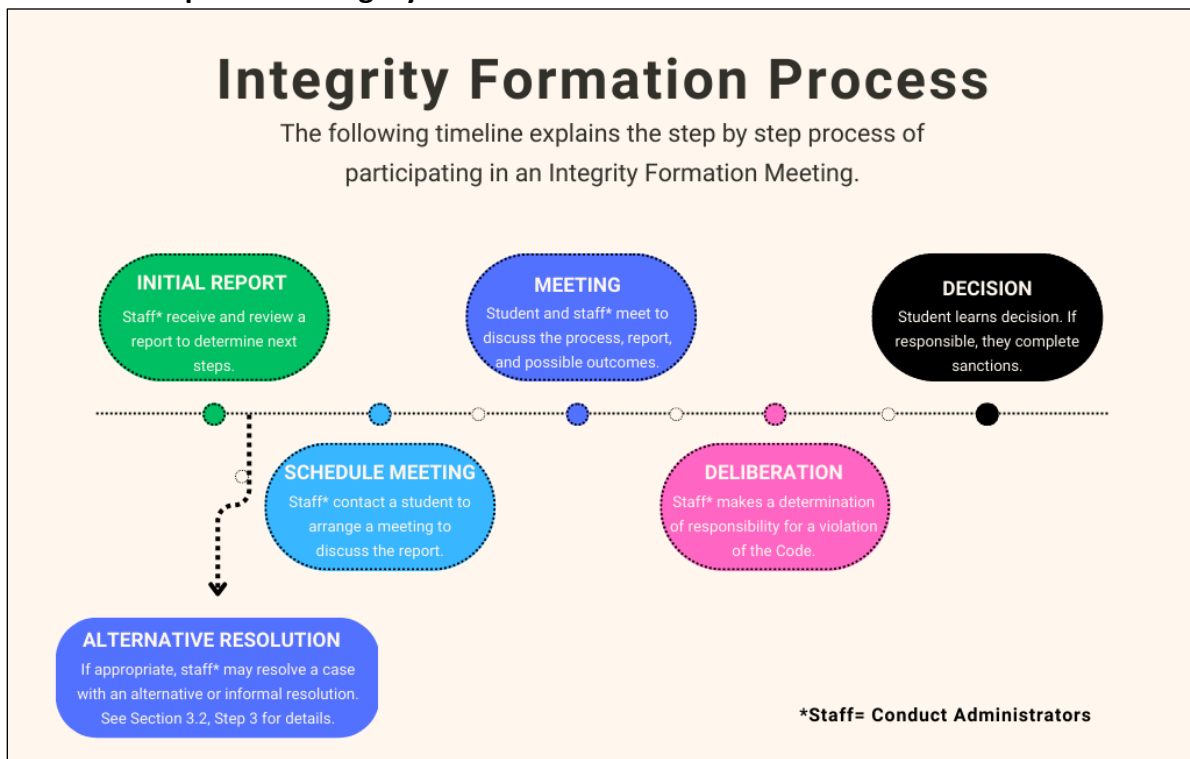 Integrity Formation Process
The following timeline explains the step by step process of
participating in an Integrity Formation Meeting.
INITIAL REPORT
Staff* receive and review a
report to determine next
steps.
MEETING
Student and staff* meet to
discuss the process, report,
and possible outcomes.
DECISION
Student learns decision. If
responsible, they complete
sanctions.
SCHEDULE MEETING
Staff* contact a student to
arrange a meeting to
discuss the report.
DELIBERATION
Staff* makes a determination
of responsibility for a violation
of the Code.
ALTERNATIVE RESOLUTION
If appropriate, staff* may resolve a case
with an alternative or informal resolution.
See Section 3.2, Step 3 for details.
*Staff= Conduct Administrators